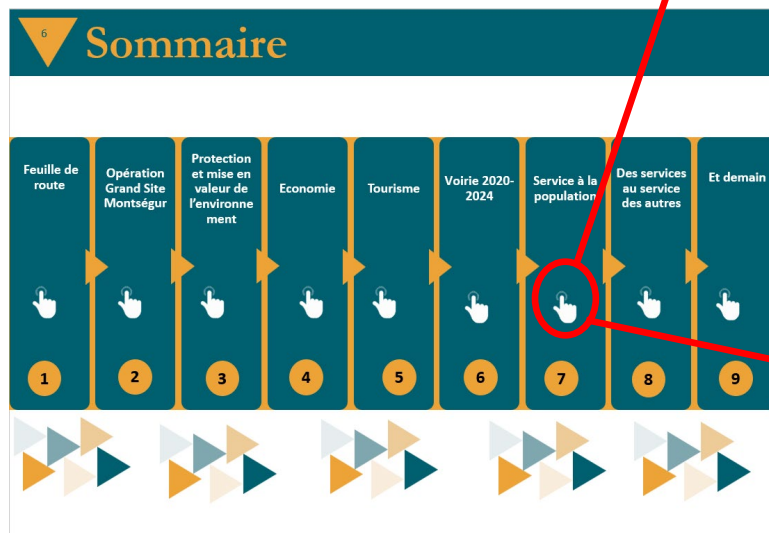 6
Sommaire
Feuille de
route
Opération
Grand Site
Montségur
Protection
et mise en
valeur de
l'environne
ment
Economie
Tourisme
Voirie 2020-
2024
Service à la
population
Des services
au service
des autres
Et demain
1
2
3
4
5
6
7
8
9